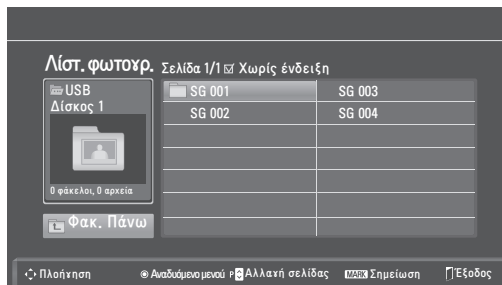 Λίστ. φωτογρ. Σελίδα 1/1 ☑ Χωρίς ένδειξη
USB
Δίσκος 1
0 φάκελοι, 0 αρχεία
Φακ. Πάνω
SG 001 SG 003
SG 002 SG 004
Πλοήγηση Αναδυόμενο μενού P Αλλαγή σελίδας MARK Σημείωση Έξοδος